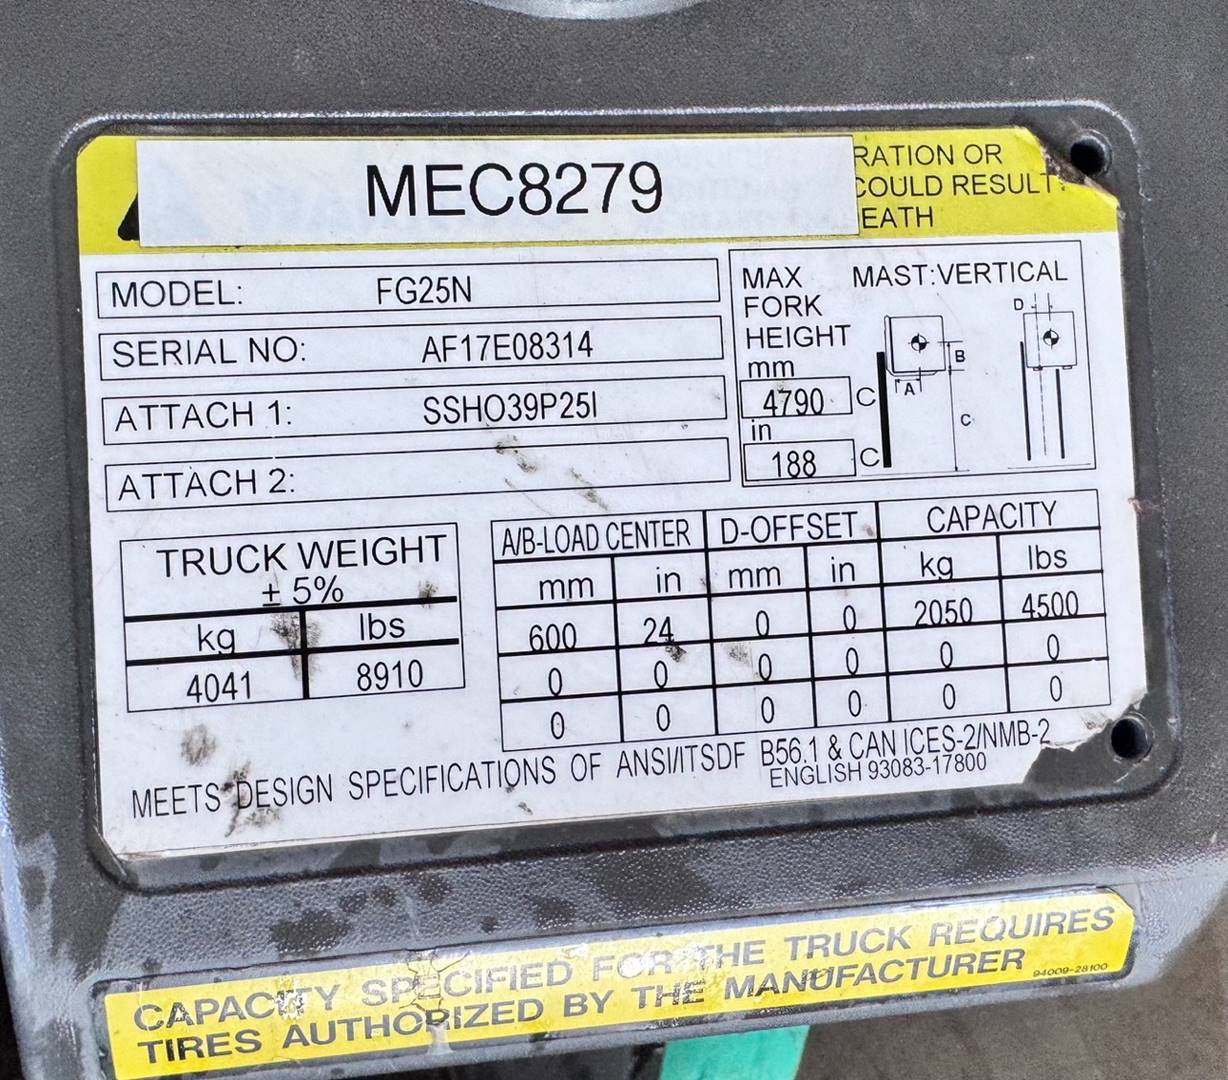 MEC8279
RATION OR
COULD RESULT
EATH
MODEL: FG25N
SERIAL NO: AF17E08314
ATTACH 1: SSHO39P25I
ATTACH 2:
MAX FORK HEIGHT MAST:VERTICAL
mm
4790 C
in
188 C
A
B
C
D
TRUCK WEIGHT
± 5%
kg lbs
4041 8910
A/B-LOAD CENTER D-OFFSET CAPACITY
mm in mm in kg lbs
600 24 0 0 2050 4500
0 0 0 0 0 0
0 0 0 0 0 0
MEETS DESIGN SPECIFICATIONS OF ANSI/ITSDF B56.1 & CAN ICES-2/NMB-2
ENGLISH 93083-17800
CAPACITY SPECIFIED FOR THE TRUCK REQUIRES
TIRES AUTHORIZED BY THE MANUFACTURER 94009-28100